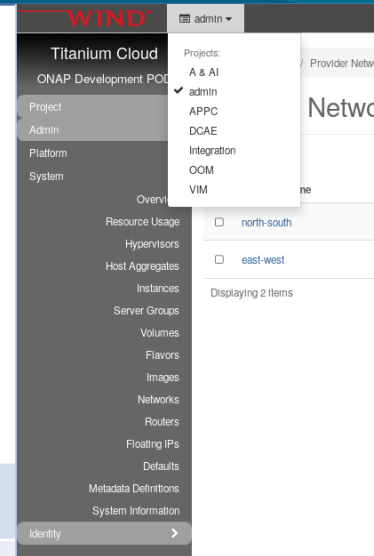 WIND
admin
Titanium Cloud
ONAP Development POD
Projects:
A & AI
admin
APPC
DCAE
Integration
OOM
VIM
/ Provider Netw
Netwo
Project
Admin
Platform
System
Overvi
Resource Usage
Hypervisors
Host Aggregates
Instances
Server Groups
Volumes
Flavors
Images
Networks
Routers
Floating IPs
Defaults
Metadata Definitions
System Information
Identity
me
north-south
east-west
Displaying 2 items